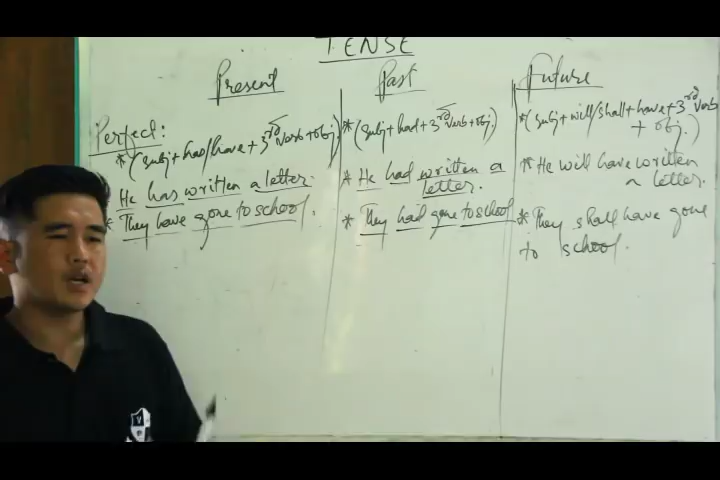 TENSE
Present
Past
Future
Perfect:
* (subj + has/have + 3rd verb + obj)
He has written a letter.
* They have gone to school.
* (subj + had + 3rd verb + obj.)
* He had written a
letter.
* They had gone to school
* (subj + will/shall + have + 3rd verb
+ obj.)
* He will have written
a letter.
* They shall have gone
to school.